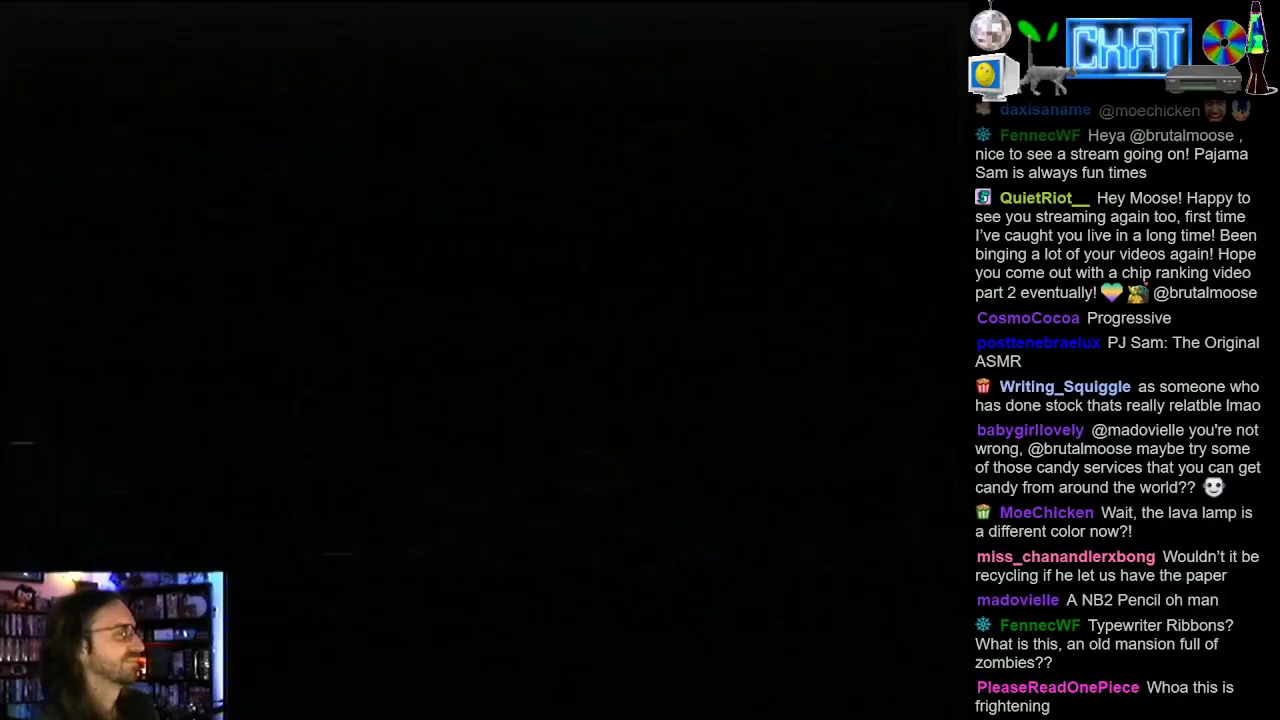 CHAT
daxisaname @moechicken
FennecWF Heya @brutalmoose ,
nice to see a stream going on! Pajama
Sam is always fun times
QuietRiot__ Hey Moose! Happy to
see you streaming again too, first time
I've caught you live in a long time! Been
binging a lot of your videos again! Hope
you come out with a chip ranking video
part 2 eventually! @brutalmoose
CosmoCocoa Progressive
posttenebraelux PJ Sam: The Original
ASMR
Writing_Squiggle as someone who
has done stock thats really relatble lmao
babygirllovely @madovielle you're not
wrong, @brutalmoose maybe try some
of those candy services that you can get
candy from around the world??
MoeChicken Wait, the lava lamp is
a different color now?!
miss_chanandlerxbong Wouldn't it be
recycling if he let us have the paper
madovielle A NB2 Pencil oh man
FennecWF Typewriter Ribbons?
What is this, an old mansion full of
zombies??
PleaseReadOnePiece Whoa this is
frightening